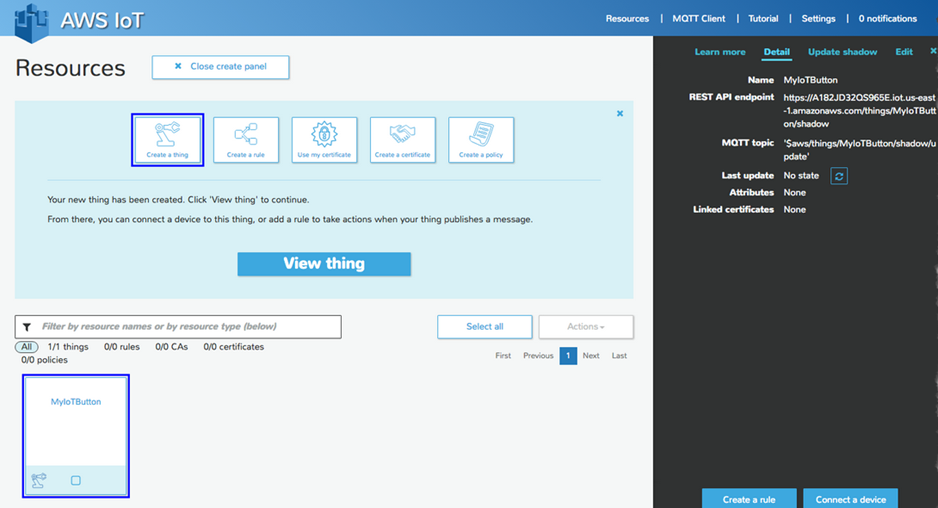 AWS IoT
Resources | MQTT Client | Tutorial | Settings | 0 notifications
Resources
✖ Close create panel
Create a thing
Create a rule
Use my certificate
Create a certificate
Create a policy
Your new thing has been created. Click 'View thing' to continue.
From there, you can connect a device to this thing, or add a rule to take actions when your thing publishes a message.
View thing
Filter by resource names or by resource type (below)
Select all
Actions
All 1/1 things 0/0 rules 0/0 CAs 0/0 certificates
0/0 policies
First Previous 1 Next Last
MyIoTButton
Learn more Detail Update shadow Edit
Name MyIoTButton
REST API endpoint https://A182JD32QS965E.iot.us-east
-1.amazonaws.com/things/MyIoTButt
on/shadow
MQTT topic '$aws/things/MyIoTButton/shadow/u
pdate'
Last update No state
Attributes None
Linked certificates None
Create a rule
Connect a device